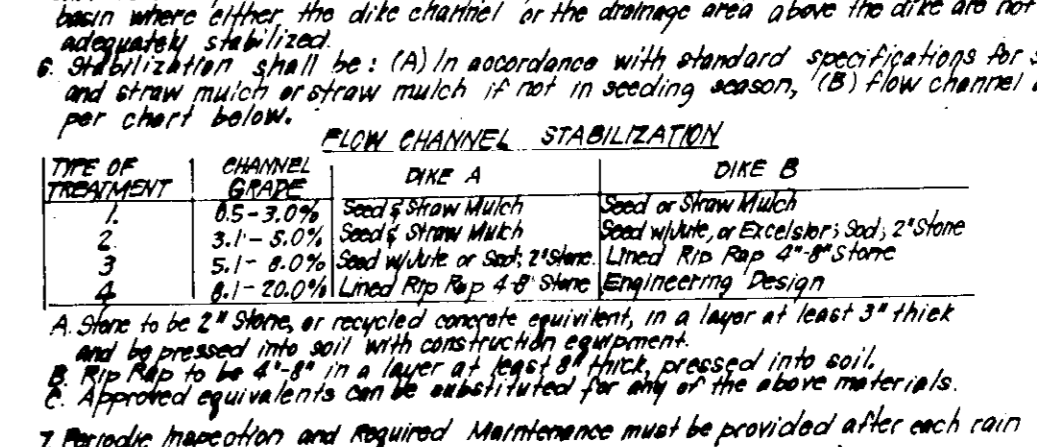 basin where either the dike channel or the drainage area above the dike are not
adequately stabilized.
6. Stabilization shall be: (A) In accordance with standard specifications for
and straw mulch or straw mulch if not in seeding season, (B) flow channel
per chart below.
FLOW CHANNEL STABILIZATION
TYPE OF TREATMENT | CHANNEL GRADE | DIKE A | DIKE B
1. | 0.5-3.0% | Seed & Straw Mulch | Seed or Straw Mulch
2. | 3.1-5.0% | Seed & Straw Mulch | Seed w/Jute, or Excelsior; Sod; 2" Stone
3 | 5.1-8.0% | Seed w/Jute or Sod; 2" Stone | Lined Rip Rap 4"-8" Stone
4 | 8.1-20.0% | Lined Rip Rap 4-8" Stone | Engineering Design
A. Stone to be 2" Stone, or recycled concrete equivilent, in a layer at least 3" thick
and be pressed into soil with construction equipment.
B. Rip Rap to be 4"-8" in a layer at least 8" thick, pressed into soil.
C. Approved equivalents can be substituted for any of the above materials.
7. Periodic Inspection and Required Maintenance must be provided after each rain